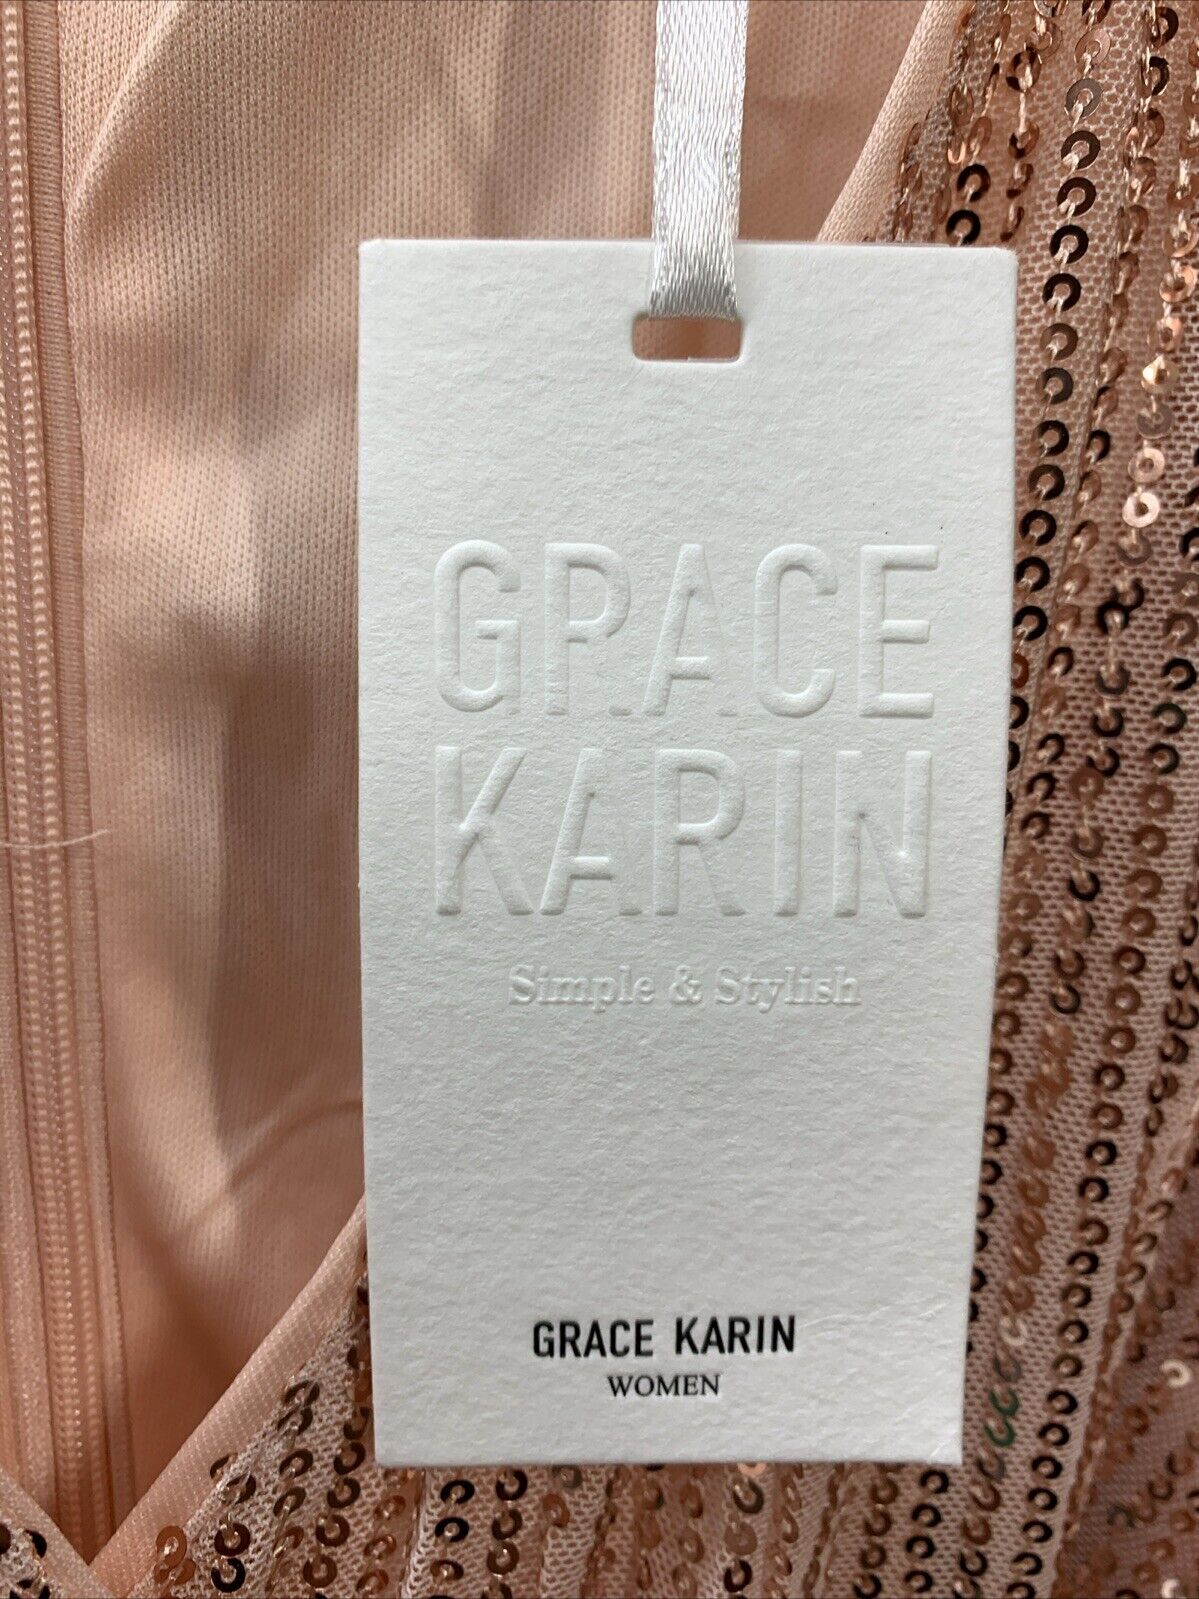 GRACE
KARIN
Simple & Stylish
GRACE KARIN
WOMEN